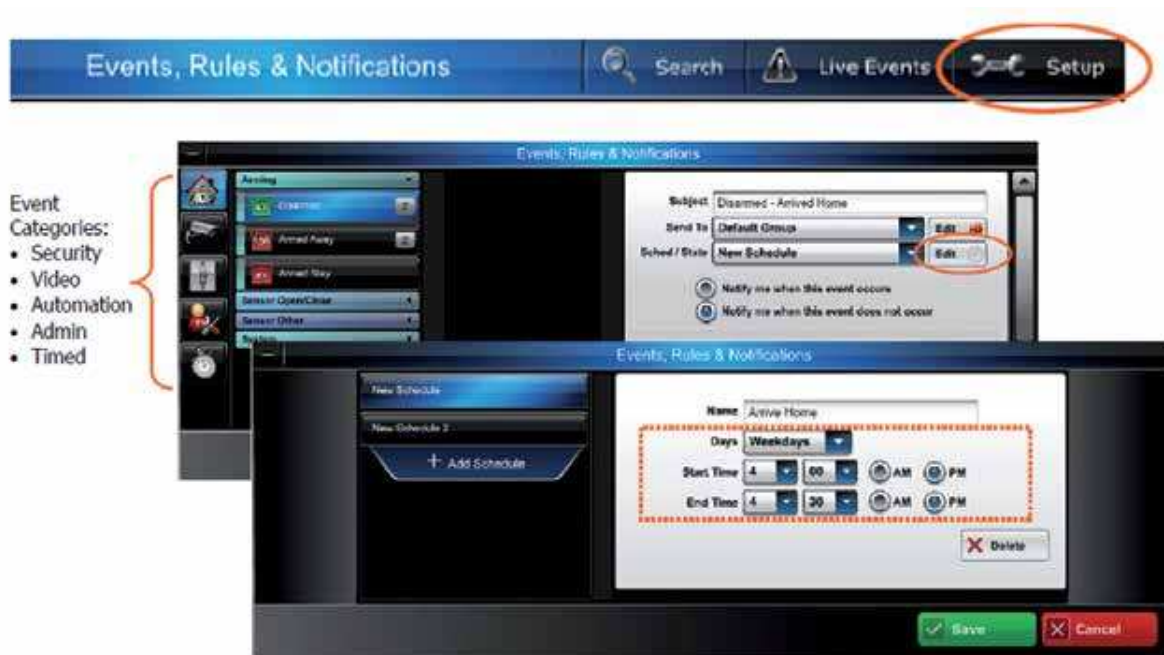 Events, Rules & Notifications
Search
Live Events
Setup
Event
Categories:
• Security
• Video
• Automation
• Admin
• Timed
Events, Rules & Notifications
Arming
2
Armed Away
2
Armed Stay
Sensor Open/Close
Sensor Other
System
Subject Disarmed - Arrived Home
Send To Default Group Edit
Sched / State New Schedule Edit
Notify me when this event occurs
Notify me when this event does not occur
Events, Rules & Notifications
New Schedule
New Schedule 2
+ Add Schedule
Name Arrive Home
Days Weekdays
Start Time 4 00 AM PM
End Time 4 30 AM PM
Delete
Save
Cancel